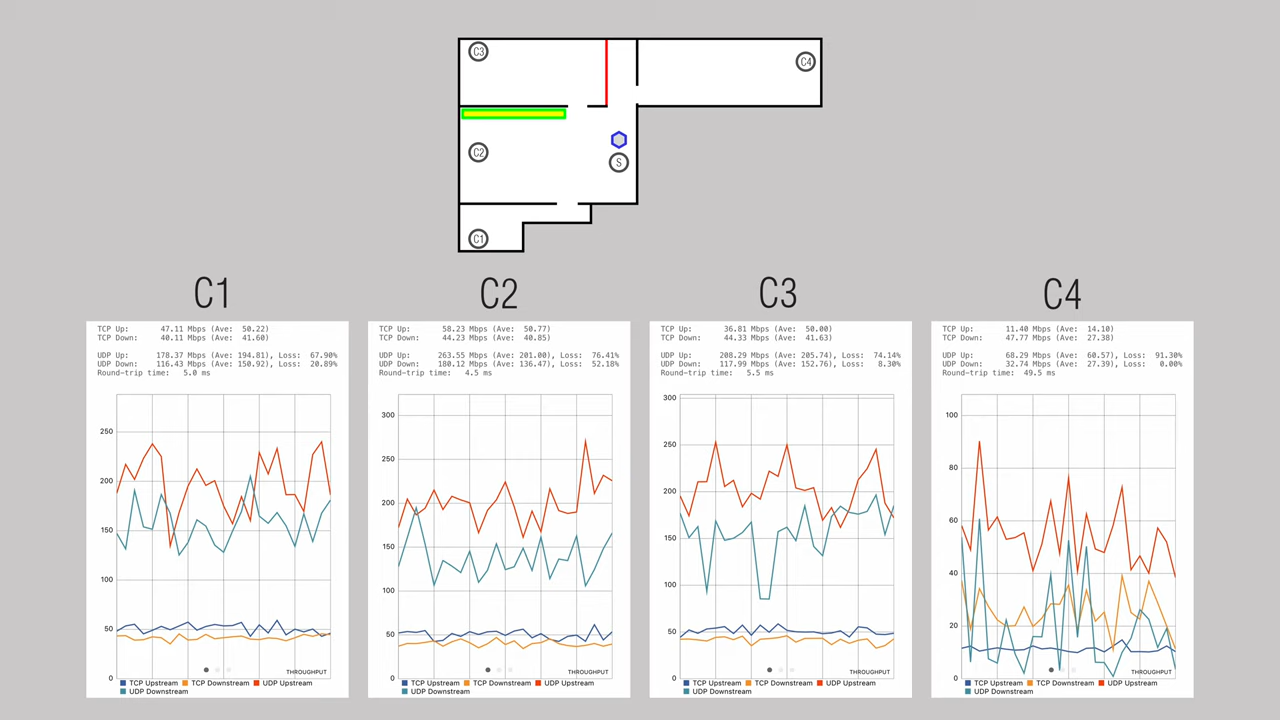 C3
C4
C2
S
C1
C1
C2
C3
C4
TCP Up: 47.11 Mbps (Ave: 50.22)
TCP Down: 40.11 Mbps (Ave: 41.60)
UDP Up: 178.37 Mbps (Ave: 194.81), Loss: 67.90%
UDP Down: 116.43 Mbps (Ave: 150.92), Loss: 20.89%
Round-trip time: 5.0 ms
250
200
150
100
50
0
THROUGHPUT
TCP Upstream
TCP Downstream
UDP Upstream
UDP Downstream
TCP Up: 58.23 Mbps (Ave: 50.77)
TCP Down: 44.23 Mbps (Ave: 40.85)
UDP Up: 263.55 Mbps (Ave: 201.00), Loss: 76.41%
UDP Down: 180.12 Mbps (Ave: 136.47), Loss: 52.18%
Round-trip time: 4.5 ms
300
250
200
150
100
50
0
THROUGHPUT
TCP Upstream
TCP Downstream
UDP Upstream
UDP Downstream
TCP Up: 36.81 Mbps (Ave: 50.00)
TCP Down: 44.33 Mbps (Ave: 41.63)
UDP Up: 208.29 Mbps (Ave: 205.74), Loss: 74.14%
UDP Down: 117.99 Mbps (Ave: 152.76), Loss: 8.30%
Round-trip time: 5.5 ms
300
250
200
150
100
50
0
THROUGHPUT
TCP Upstream
TCP Downstream
UDP Upstream
UDP Downstream
TCP Up: 11.40 Mbps (Ave: 14.10)
TCP Down: 47.77 Mbps (Ave: 27.38)
UDP Up: 68.29 Mbps (Ave: 60.57), Loss: 91.30%
UDP Down: 32.74 Mbps (Ave: 27.39), Loss: 0.00%
Round-trip time: 49.5 ms
100
80
60
40
20
0
THROUGHPUT
TCP Upstream
TCP Downstream
UDP Upstream
UDP Downstream